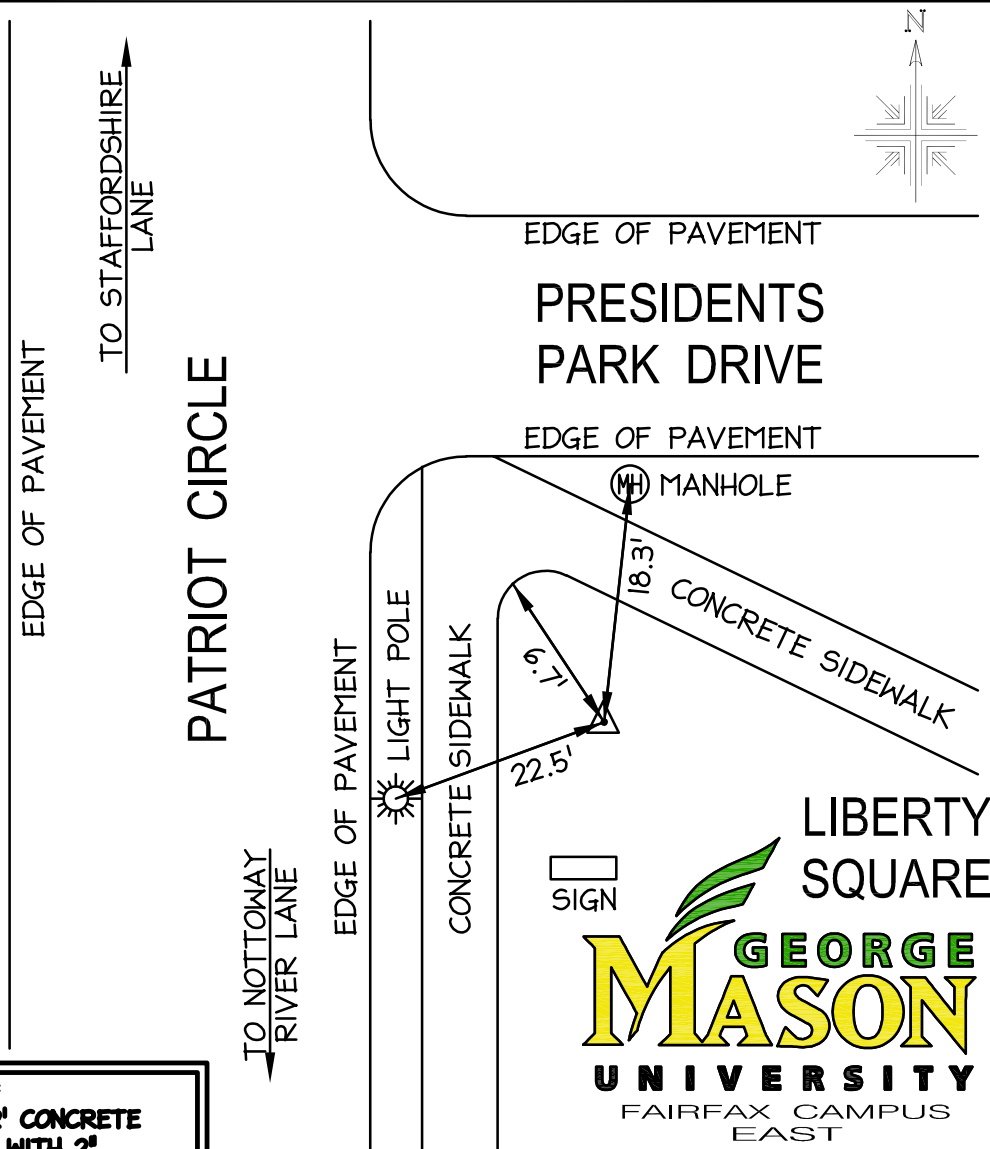 N
TO STAFFORDSHIRE
LANE
EDGE OF PAVEMENT
PRESIDENTS
PARK DRIVE
EDGE OF PAVEMENT
EDGE OF PAVEMENT
PATRIOT CIRCLE
MH MANHOLE
18.3'
CONCRETE SIDEWALK
6.7'
22.5'
LIGHT POLE
EDGE OF PAVEMENT
CONCRETE SIDEWALK
TO NOTTOWAY
RIVER LANE
SIGN
LIBERTY
SQUARE
GEORGE
MASON
UNIVERSITY
FAIRFAX CAMPUS
EAST
2' CONCRETE
WITH 2"